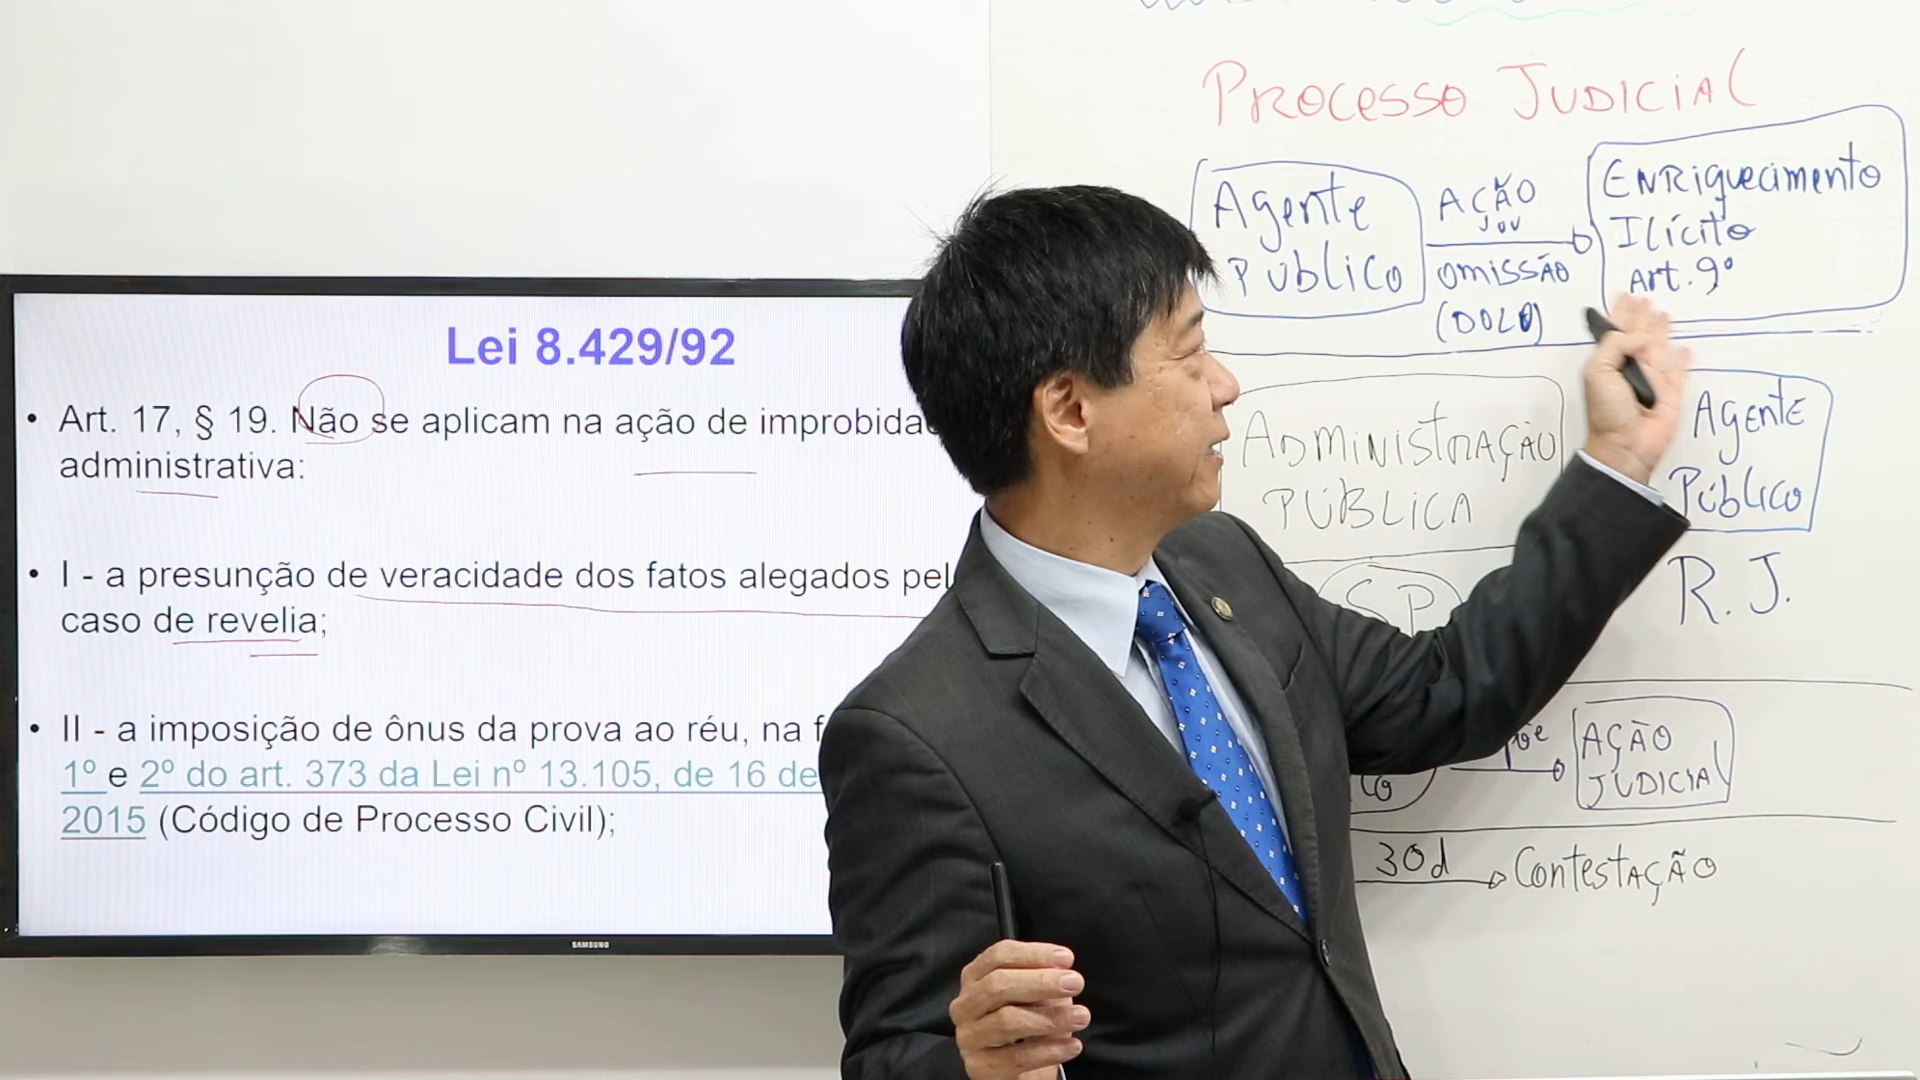 Lei 8.429/92
• Art. 17, § 19. Não se aplicam na ação de improbidad
administrativa:
• I - a presunção de veracidade dos fatos alegados pel
caso de revelia;
• II - a imposição de ônus da prova ao réu, na f
1º e 2º do art. 373 da Lei nº 13.105, de 16 de
2015 (Código de Processo Civil);
SAMSUNG
PROCESSO JUDICIAL
Agente
Público
AÇÃO
OU
OMISSÃO
(DOLO)
ENRiquecimento
Ilícito
Art. 9º
ADMINISTRAÇÃO
PÚBLICA
Agente
Público
SP
R. J.
AÇÃO
JUDICIAL
30d
Contestação